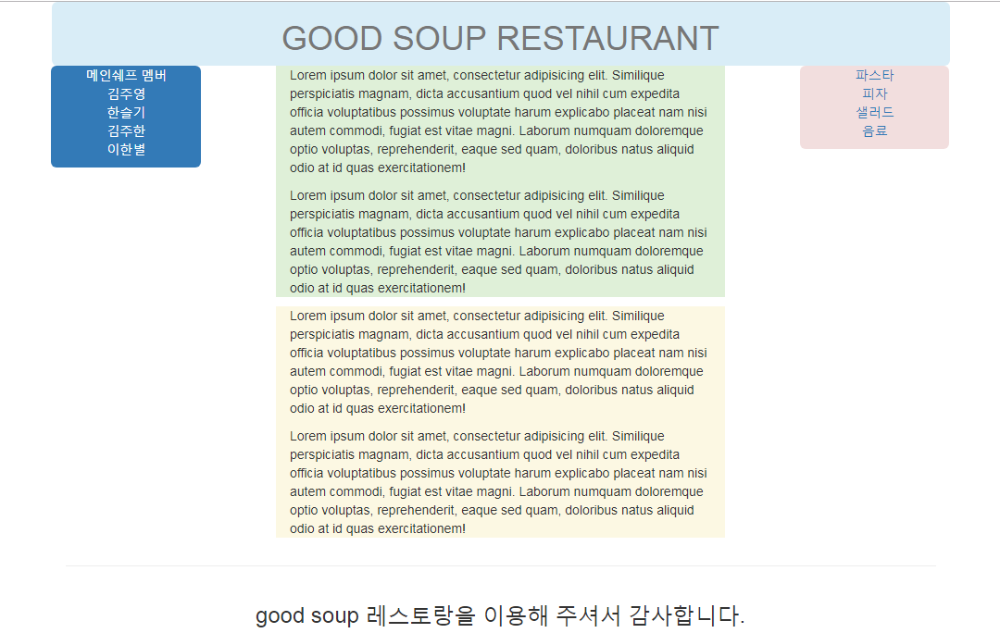 GOOD SOUP RESTAURANT
메인쉐프 멤버
김주영
한슬기
김주한
이한별
Lorem ipsum dolor sit amet, consectetur adipisicing elit. Similique
perspiciatis magnam, dicta accusantium quod vel nihil cum expedita
officia voluptatibus possimus voluptate harum explicabo placeat nam nisi
autem commodi, fugiat est vitae magni. Laborum numquam doloremque
optio voluptas, reprehenderit, eaque sed quam, doloribus natus aliquid
odio at id quas exercitationem!
Lorem ipsum dolor sit amet, consectetur adipisicing elit. Similique
perspiciatis magnam, dicta accusantium quod vel nihil cum expedita
officia voluptatibus possimus voluptate harum explicabo placeat nam nisi
autem commodi, fugiat est vitae magni. Laborum numquam doloremque
optio voluptas, reprehenderit, eaque sed quam, doloribus natus aliquid
odio at id quas exercitationem!
Lorem ipsum dolor sit amet, consectetur adipisicing elit. Similique
perspiciatis magnam, dicta accusantium quod vel nihil cum expedita
officia voluptatibus possimus voluptate harum explicabo placeat nam nisi
autem commodi, fugiat est vitae magni. Laborum numquam doloremque
optio voluptas, reprehenderit, eaque sed quam, doloribus natus aliquid
odio at id quas exercitationem!
Lorem ipsum dolor sit amet, consectetur adipisicing elit. Similique
perspiciatis magnam, dicta accusantium quod vel nihil cum expedita
officia voluptatibus possimus voluptate harum explicabo placeat nam nisi
autem commodi, fugiat est vitae magni. Laborum numquam doloremque
optio voluptas, reprehenderit, eaque sed quam, doloribus natus aliquid
odio at id quas exercitationem!
파스타
피자
샐러드
음료
good soup 레스토랑을 이용해 주셔서 감사합니다.